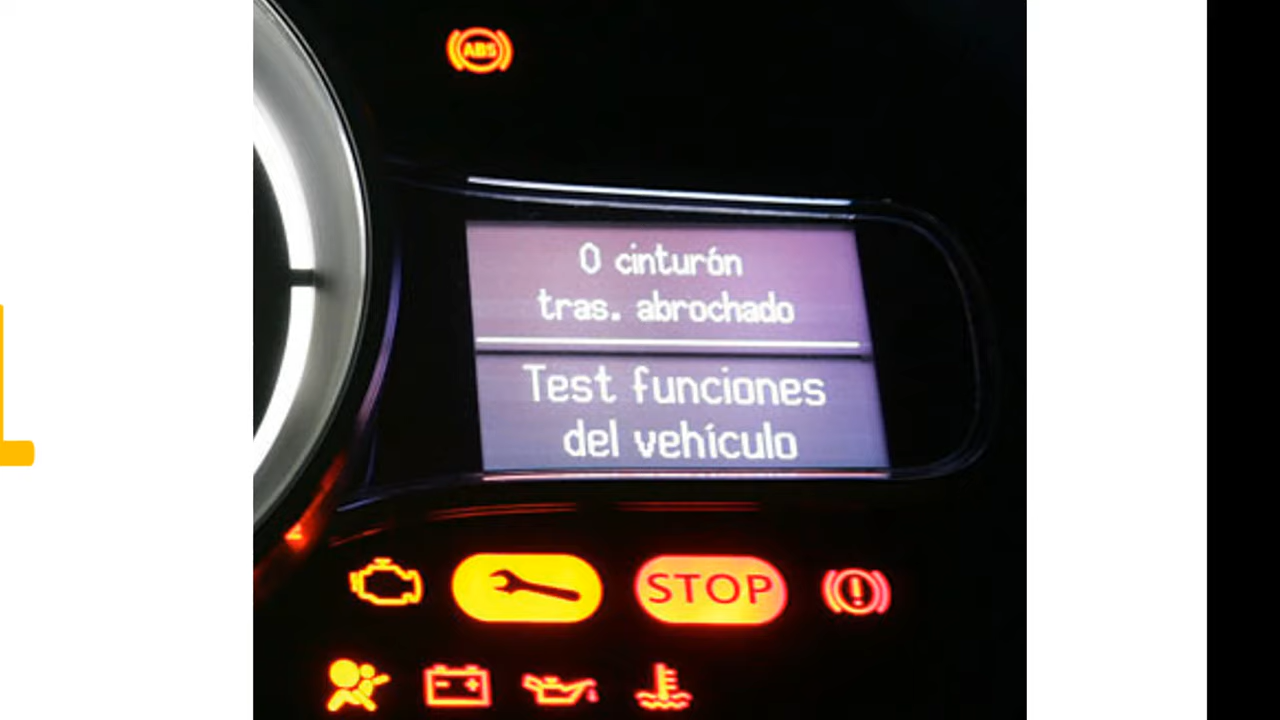 ABS
0 cinturón
tras. abrochado
Test funciones
del vehículo
STOP